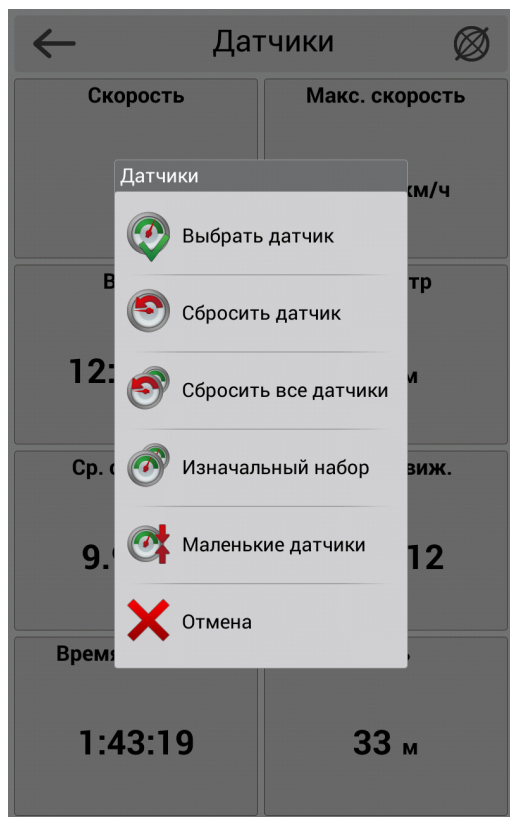 Датчики
Скорость
Макс. скорость
км/ч
Датчики
Выбрать датчик
Сбросить датчик
Сбросить все датчики
Изначальный набор
Маленькие датчики
Отмена
12:
м
Ср.
9.
12
Время
1:43:19
33 м